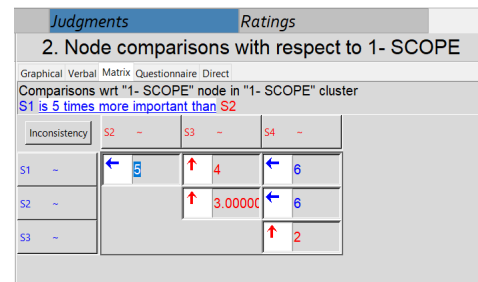 Judgments Ratings
2. Node comparisons with respect to 1- SCOPE
Graphical Verbal Matrix Questionnaire Direct
Comparisons wrt "1- SCOPE" node in "1- SCOPE" cluster
S1 is 5 times more important than S2
Inconsistency S2 ~ S3 ~ S4 ~
S1 ~ 5 4 6
S2 ~ 3.00000 6
S3 ~ 2